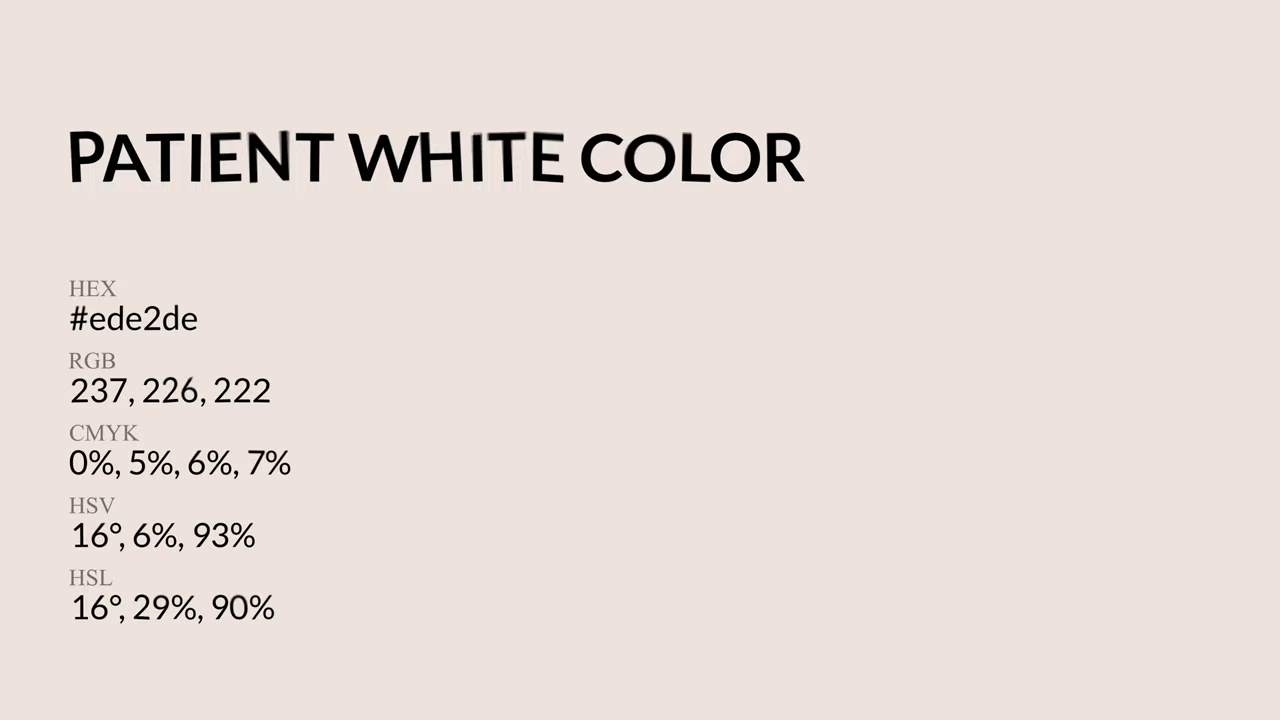 PATIENT WHITE COLOR
HEX
#ede2de
RGB
237, 226, 222
CMYK
0%, 5%, 6%, 7%
HSV
16°, 6%, 93%
HSL
16°, 29%, 90%